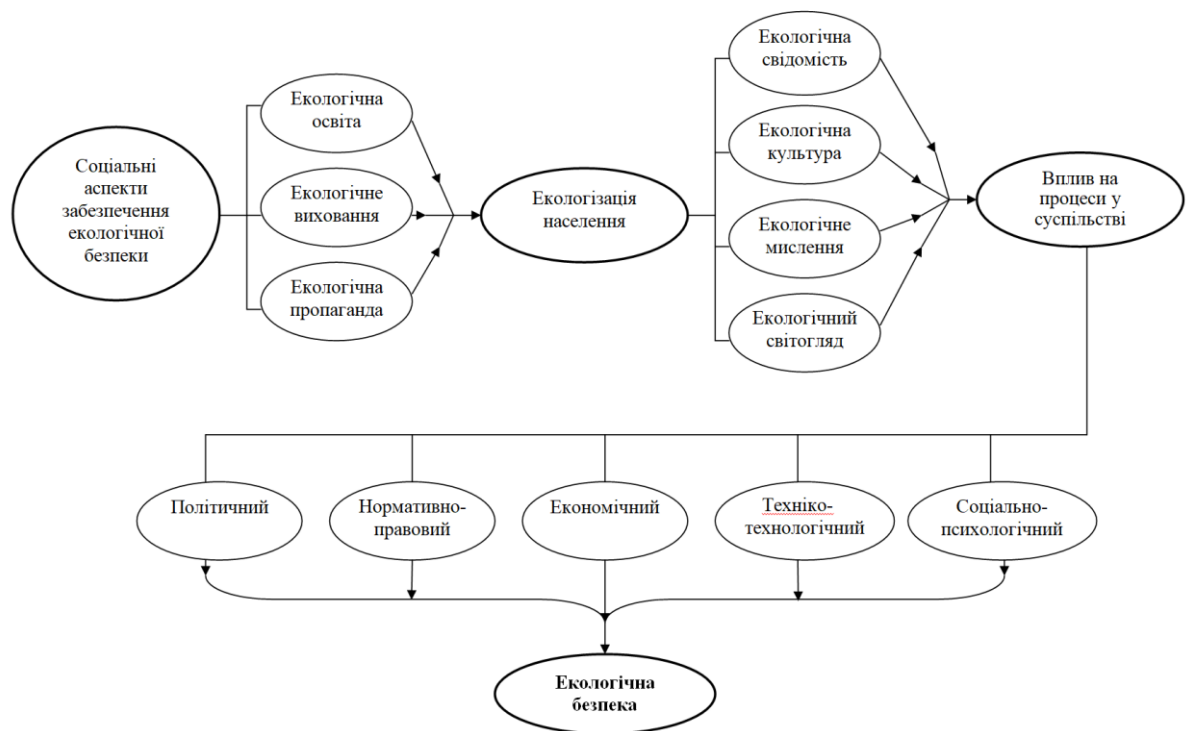 Соціальні
аспекти
забезпечення
екологічної
безпеки
Екологічна
освіта
Екологічне
виховання
Екологічна
пропаганда
Екологізація
населення
Екологічна
свідомість
Екологічна
культура
Екологічне
мислення
Екологічний
світогляд
Вплив на
процеси у
суспільстві
Політичний
Нормативно-
правовий
Економічний
Техніко-
технологічний
Соціально-
психологічний
Екологічна
безпека